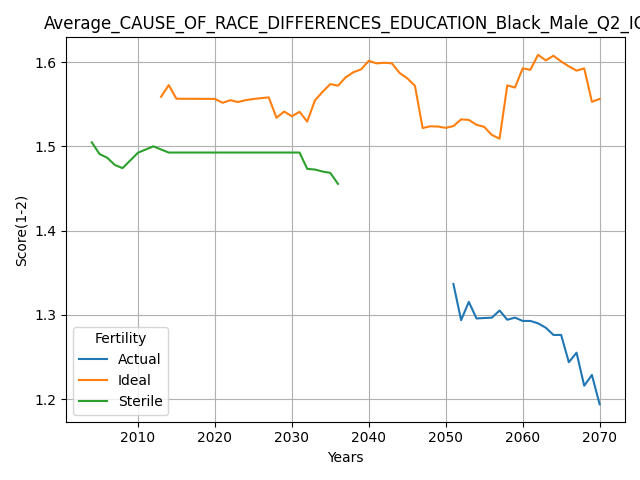 Average_CAUSE_OF_RACE_DIFFERENCES_EDUCATION_Black_Male_Q2_IQ
1.6
1.5
1.4
1.3
1.2
Score(1-2)
Fertility
Actual
Ideal
Sterile
2010 2020 2030 2040 2050 2060 2070
Years